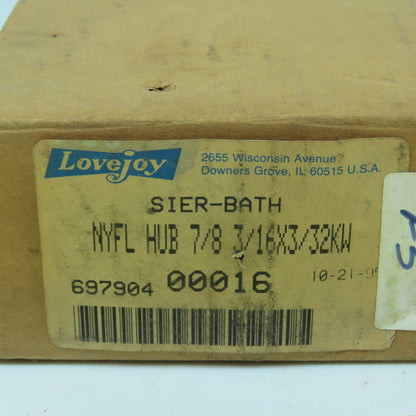 Lovejoy
2655 Wisconsin Avenue
Downers Grove, IL 60515 U.S.A.
SIER-BATH
NYFL HUB 7/8 3/16X3/32KW
697904 00016 10-21-9